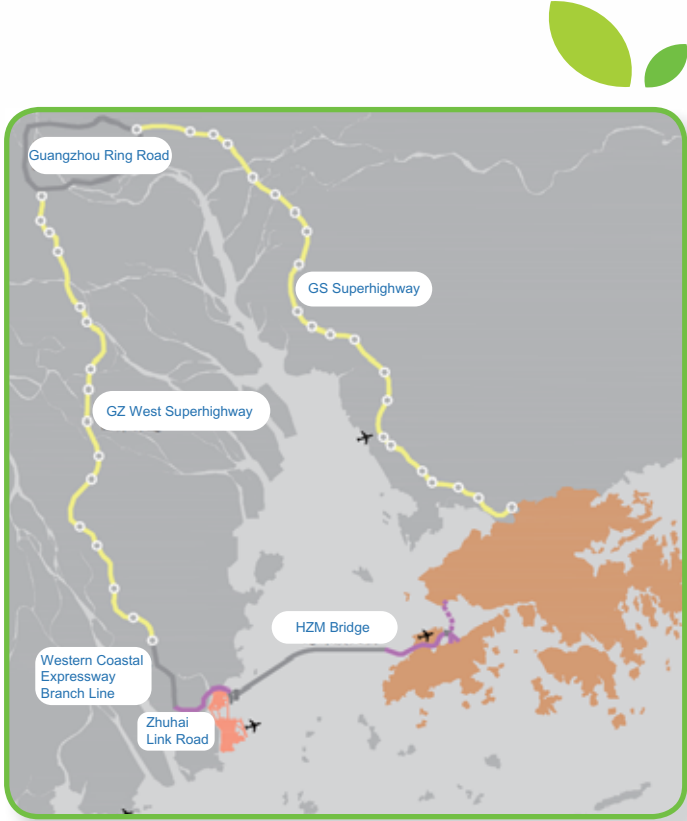 Guangzhou Ring Road
GS Superhighway
GZ West Superhighway
HZM Bridge
Western Coastal
Expressway
Branch Line
Zhuhai
Link Road